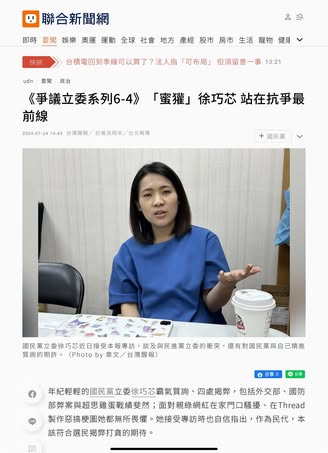 聯合新聞網
即時 要聞 娛樂 奧運 運動 全球 社會 地方 產經 股市 房市 生活 寵物 健康
快訊 台積電回到季線可以買了？法人指「可布局」 但須留意一事 13:21
udn 要聞 政治
《爭議立委系列6-4》「蜜獾」徐巧芯 站在抗爭最
前線
2024-07-24 14:43 台灣醒報／
＋國民黨
國民黨立委徐巧芯近日接受本報專訪，談及與民進黨立委的衝突，還有對國民黨與自己精進
質詢的期許。（Photo by 章文／台灣醒報）
分享
分享
年紀輕輕的國民黨立委徐巧芯霸氣質詢、四處揭弊，包括外交部、國防
部弊案與超思雞蛋戰績斐然；面對親綠網紅在家門口騷擾、在Thread
製作惡搞梗圖她都無所畏懼。她接受專訪時也自信指出，作為民代，本
該符合選民揭弊打貪的期待。